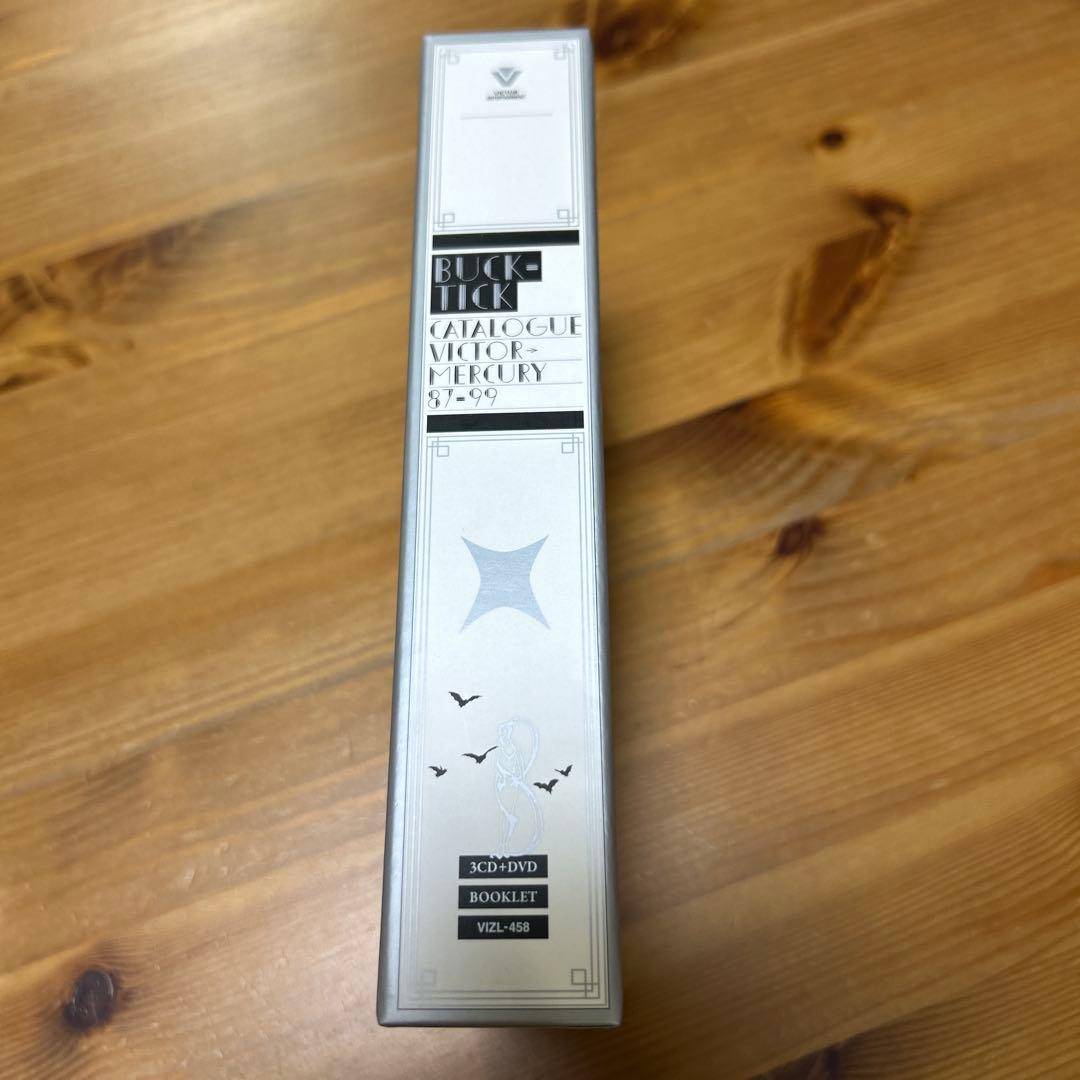 BUCK-
TICK
CATALOGUE
VICTOR→
MERCURY
87-99
3CD+DVD
BOOKLET
VIZL-458